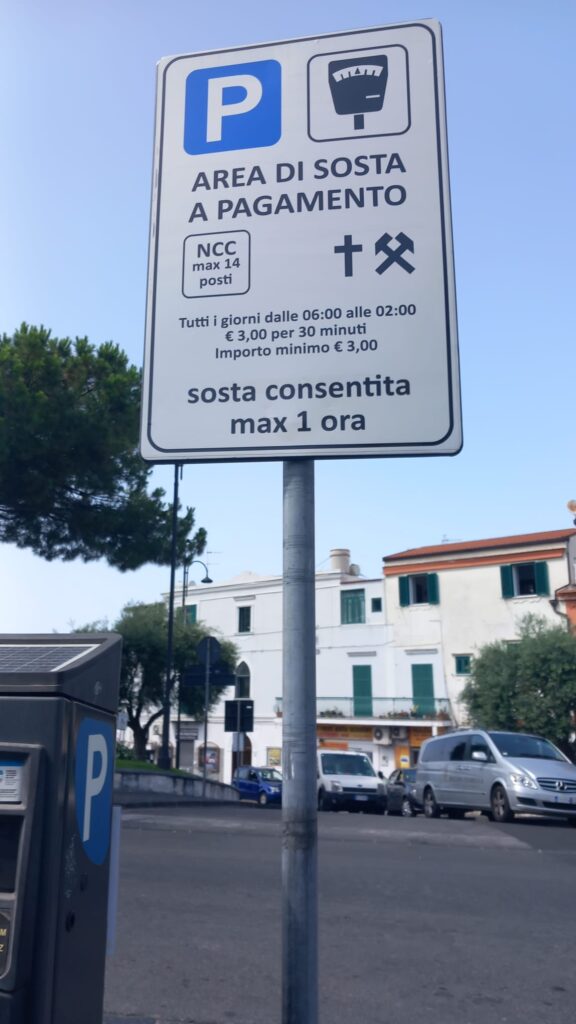 P
AREA DI SOSTA
A PAGAMENTO
NCC
max 14
posti
Tutti i giorni dalle 06:00 alle 02:00
€ 3,00 per 30 minuti
Importo minimo € 3,00
sosta consentita
max 1 ora
P